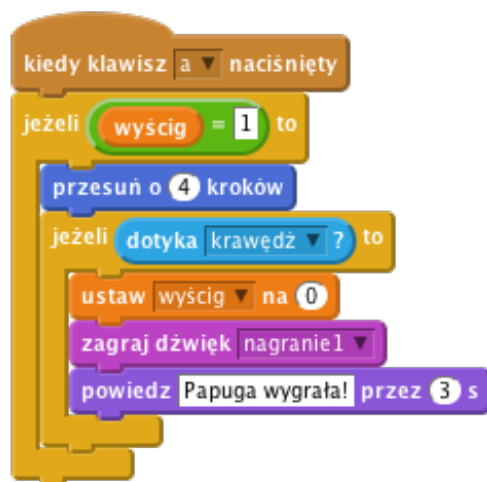 kiedy klawisz a naciśnięty
jeżeli wyścig = 1 to
przesuń o 4 kroków
jeżeli dotyka krawędź ? to
ustaw wyścig na 0
zagraj dźwięk nagranie1
powiedz Papuga wygrała! przez 3 s